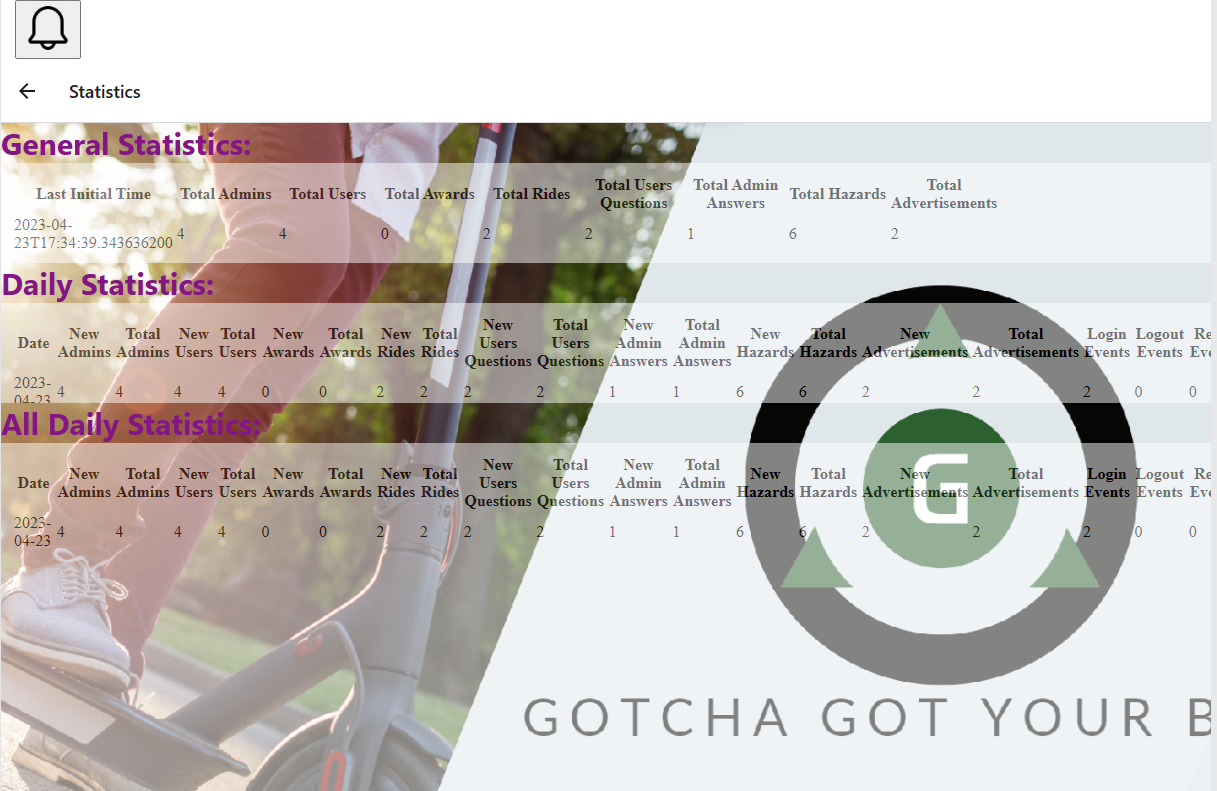 Statistics
General Statistics:
Last Initial Time Total Admins Total Users Total Awards Total Rides Total Users Questions Total Admin Answers Total Hazards Total Advertisements
2023-04-23T17:34:39.343636200 4 4 0 2 2 1 6 2
Daily Statistics:
Date New Admins Total Admins New Users Total Users New Awards Total Awards New Rides Total Rides New Users Questions Total Users Questions New Admin Answers Total Admin Answers New Hazards Total Hazards New Advertisements Total Advertisements Login Events Logout Events
2023-04-23 4 4 4 4 0 0 2 2 2 2 1 1 6 6 2 2 2 0 0
All Daily Statistics:
Date New Admins Total Admins New Users Total Users New Awards Total Awards New Rides Total Rides New Users Questions Total Users Questions New Admin Answers Total Admin Answers New Hazards Total Hazards New Advertisements Total Advertisements Login Events Logout Events
2023-04-23 4 4 4 4 0 0 2 2 2 2 1 1 6 6 2 2 2 0 0
G
GOTCHA GOT YOUR B